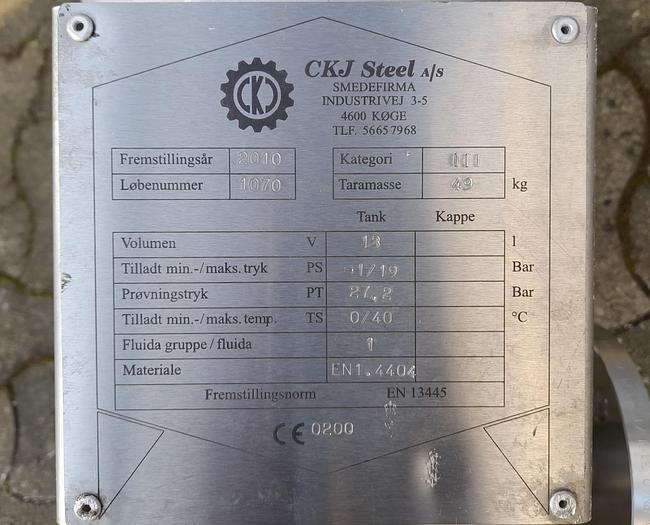 CKJ
CKJ Steel A/S
SMEDEFIRMA
INDUSTRIVEJ 3-5
4600 KØGE
TLF. 56657968
Fremstillingsår 2010 Kategori III
Løbenummer 1070 Taramasse 49 kg
Tank Kappe
Volumen V 13 l
Tilladt min.-/maks. tryk PS -1/19 Bar
Prøvningstryk PT 27,2 Bar
Tilladt min.-/maks. temp. TS 0/40 °C
Fluida gruppe/fluida 1
Materiale EN1.4404
Fremstillingsnorm EN 13445
CE 0200